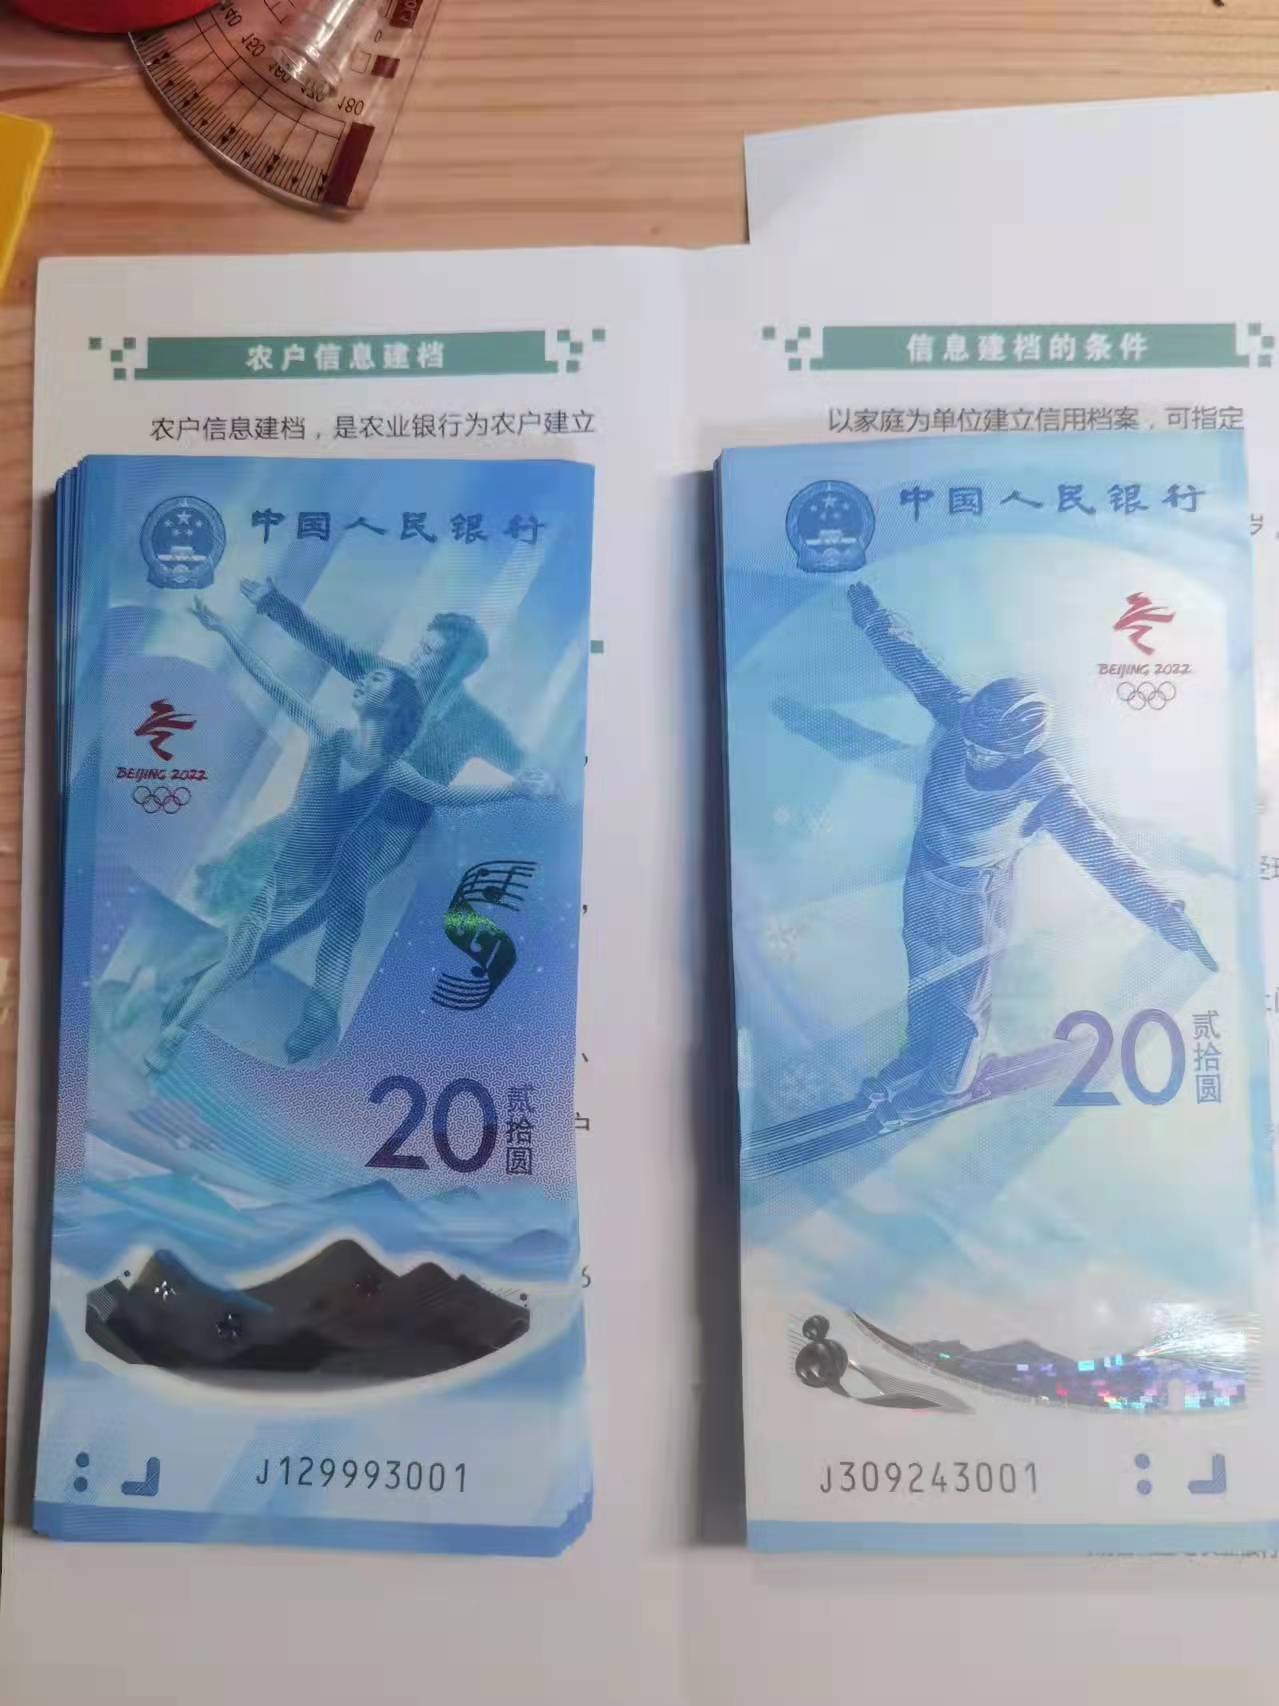 农户信息建档
农户信息建档，是农业银行为农户建立
中国人民银行
BEIJING 2022
20
贰拾圆
J129993001
信息建档的条件
以家庭为单位建立信用档案，可指定
中国人民银行
BEIJING 2022
20
贰拾圆
J309243001
180